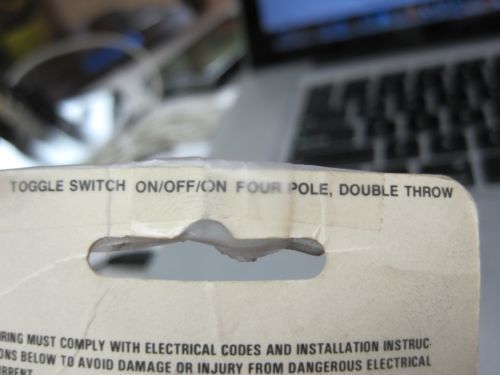 TOGGLE SWITCH ON/OFF/ON FOUR POLE, DOUBLE THROW
RING MUST COMPLY WITH ELECTRICAL CODES AND INSTALLATION INSTRUC-
ONS BELOW TO AVOID DAMAGE OR INJURY FROM DANGEROUS ELECTRICAL